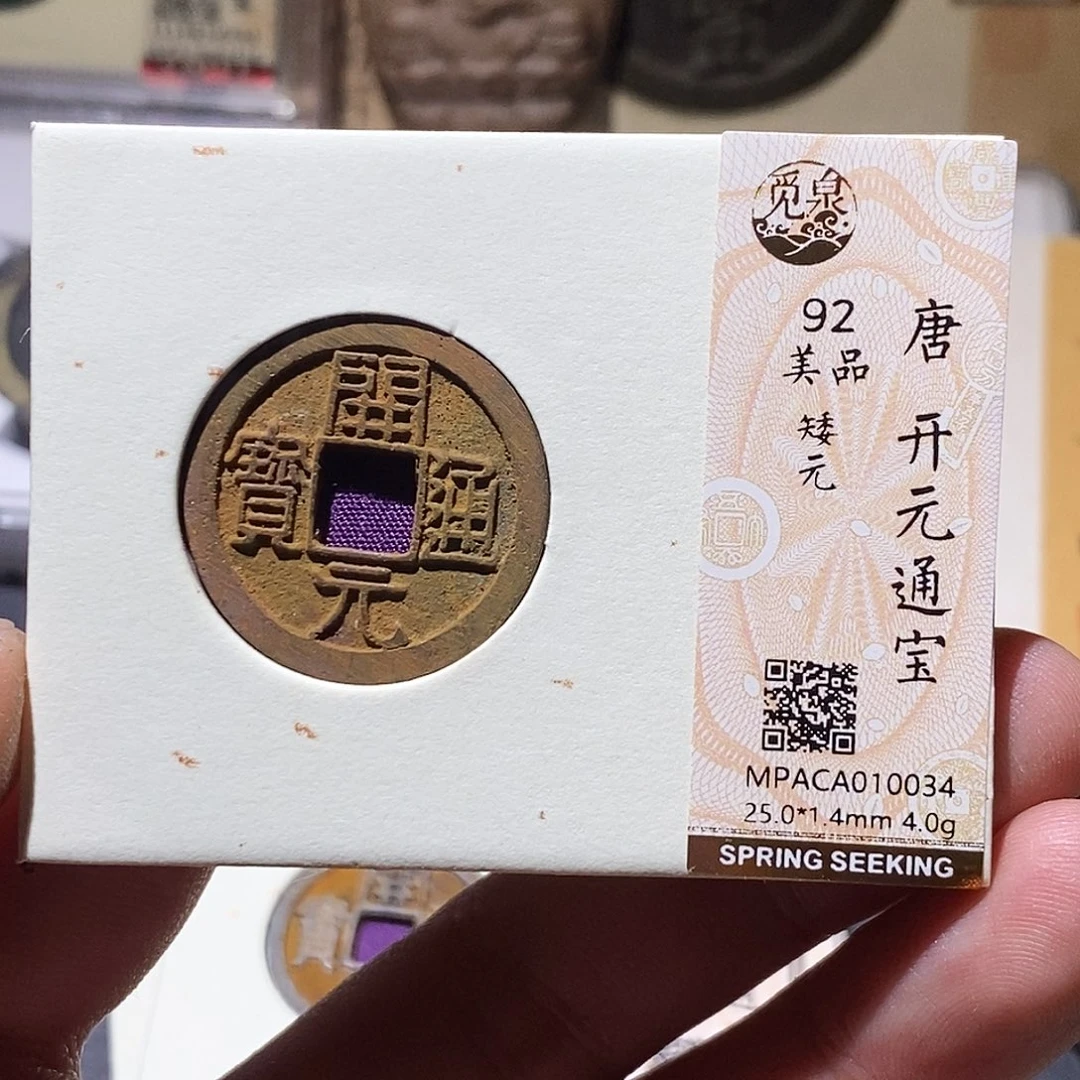 開
通
元
寶
觅泉
92
美品
矮
元
唐 开元通宝
MPACA010034
25.0*1.4mm 4.0g
SPRING SEEKING